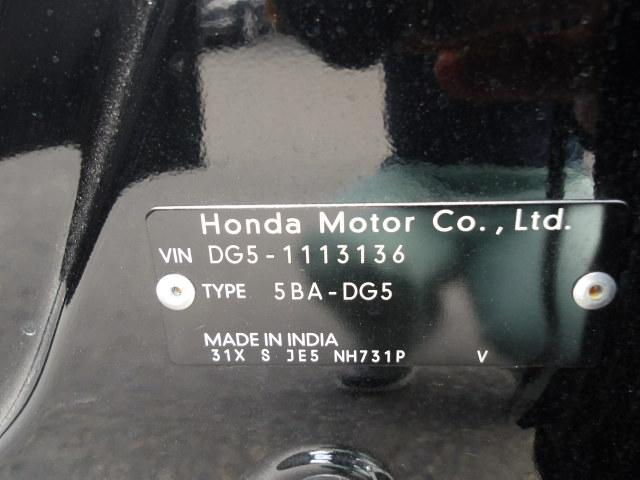 Honda Motor Co., Ltd.
VIN DG5-1113136
TYPE 5BA-DG5
MADE IN INDIA
31X S JE5 NH731P V